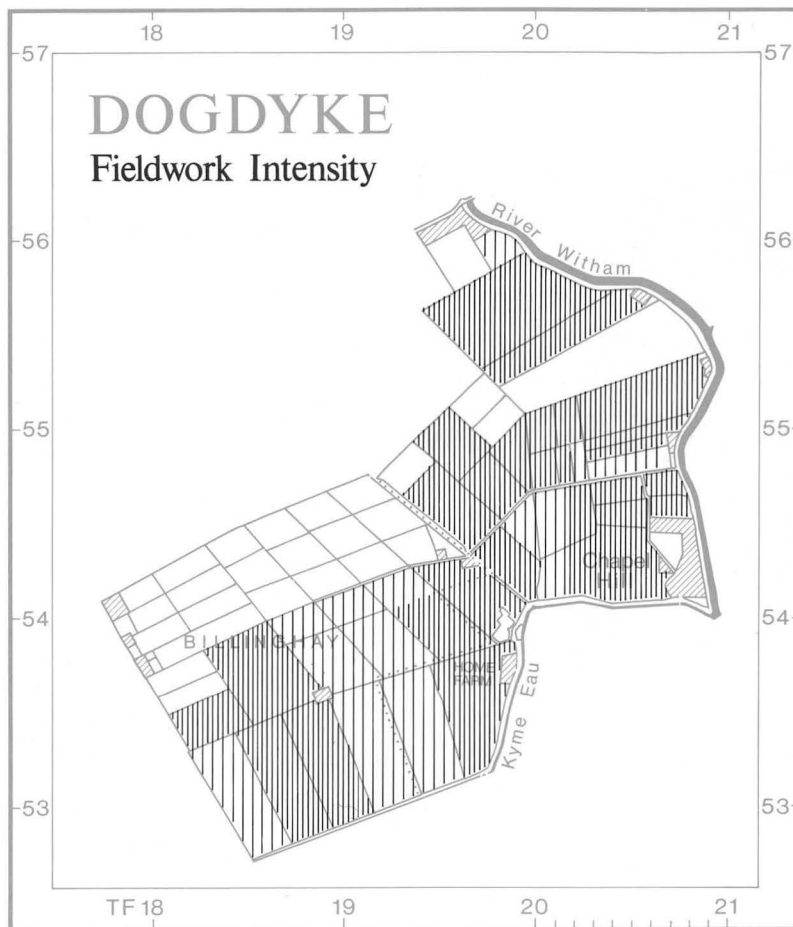 18 19 20 21
57 57
DOGDYKE
Fieldwork Intensity
River Witham
56 56
55 55
Chapel
Hill
54 54
BILLINGHAY
HOME
FARM
Kyme Eau
53 53
TF 18 19 20 21